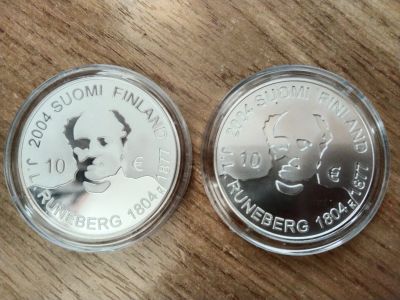 2004 SUOMI FINLAND
10 €
J.L. RUNEBERG 1804 1877
2004 SUOMI FINLAND
10 €
J.L. RUNEBERG 1804 1877